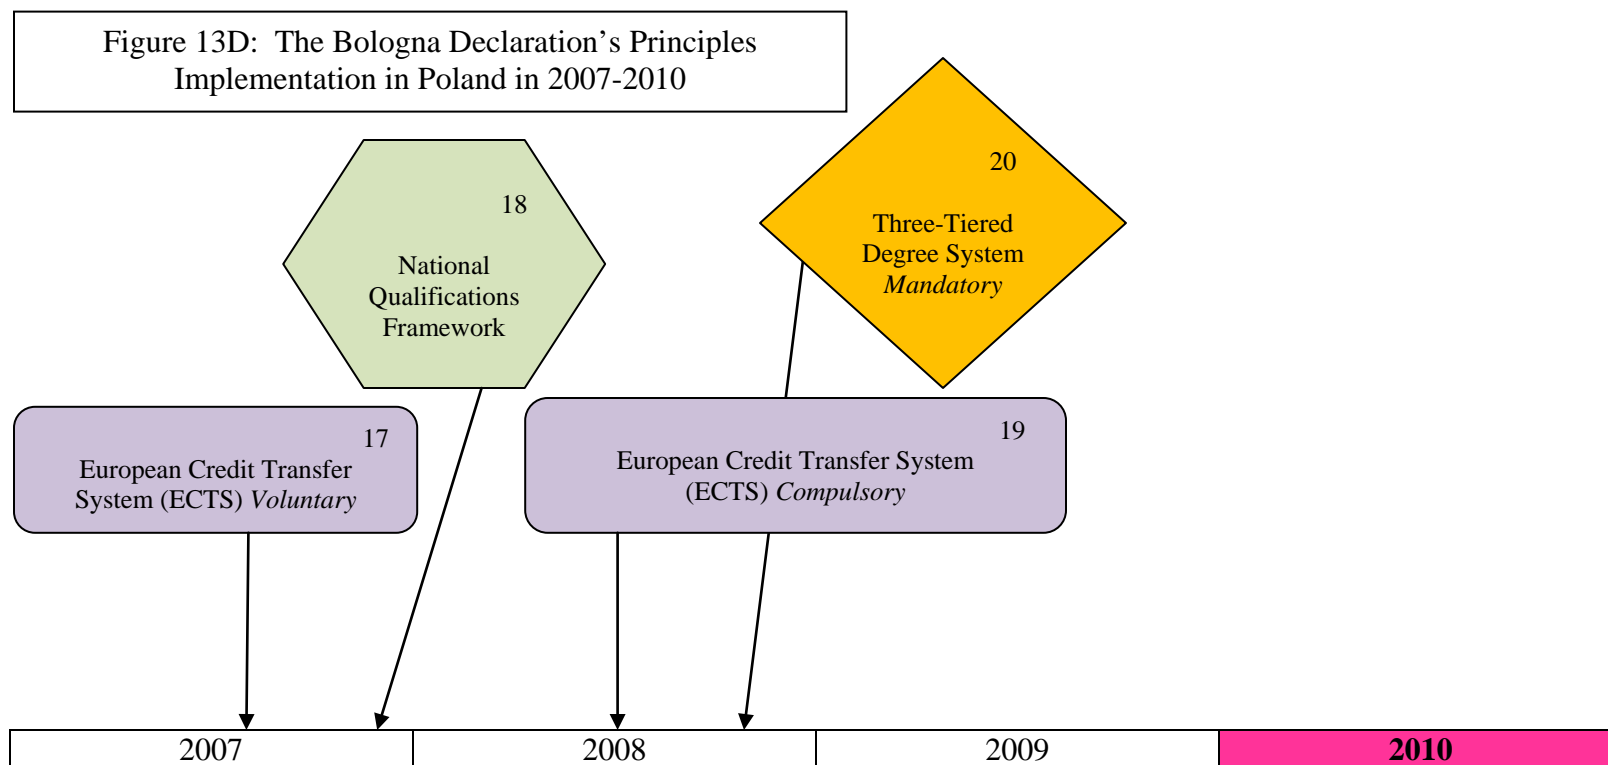 Figure 13D:  The Bologna Declaration’s Principles
Implementation in Poland in 2007-2010
20
Three-Tiered
Degree System
Mandatory
18
National
Qualifications
Framework
17
European Credit Transfer
System (ECTS) Voluntary
19
European Credit Transfer System
(ECTS) Compulsory
2007
2008
2009
2010